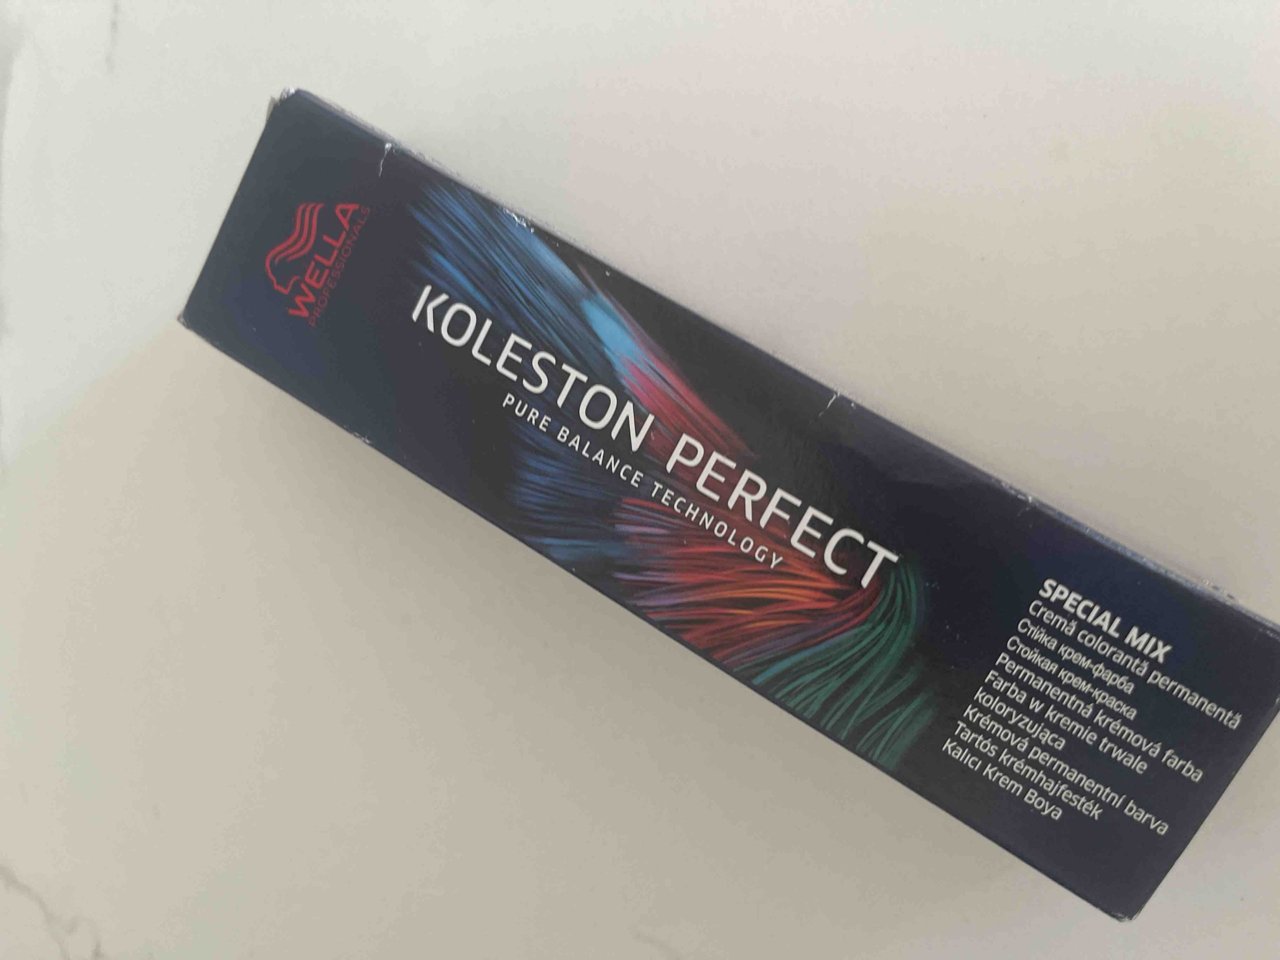 WELLA
PROFESSIONALS
KOLESTON PERFECT
PURE BALANCE TECHNOLOGY
SPECIAL MIX
Cremă colorantă permanentă
Стійка крем-фарба
Стойкая крем-краска
Permanentná krémová farba
Farba w kremie trwale
koloryzująca
Krémová permanentní barva
Tartós krémhajfesték
Kalıcı Krem Boya